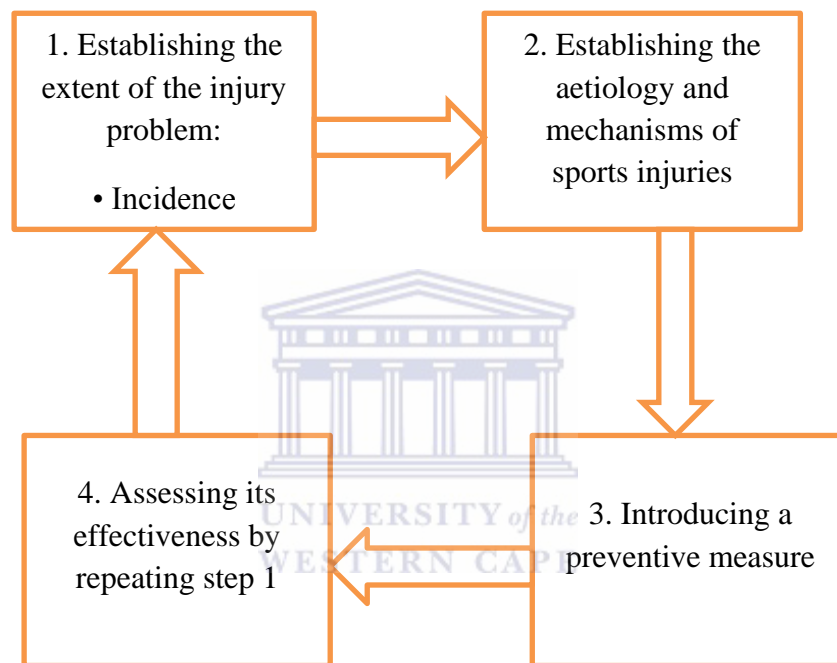 1. Establishing the
extent of the injury
problem:
• Incidence
2. Establishing the
aetiology and
mechanisms of
sports injuries
3. Introducing a
preventive measure
4. Assessing its
effectiveness by
repeating step 1
UNIVERSITY of the
WESTERN CAPE